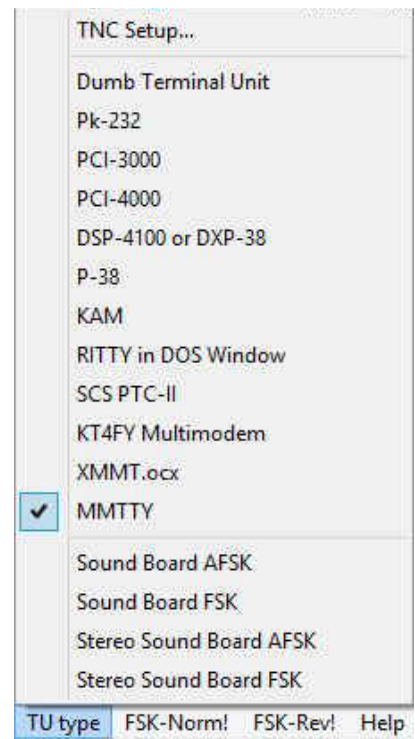 TNC Setup...
Dumb Terminal Unit
Pk-232
PCI-3000
PCI-4000
DSP-4100 or DXP-38
P-38
KAM
RITTY in DOS Window
SCS PTC-II
KT4FY Multimodem
XMMT.ocx
MMTTY
Sound Board AFSK
Sound Board FSK
Stereo Sound Board AFSK
Stereo Sound Board FSK
TU type FSK-Norm! FSK-Rev! Help